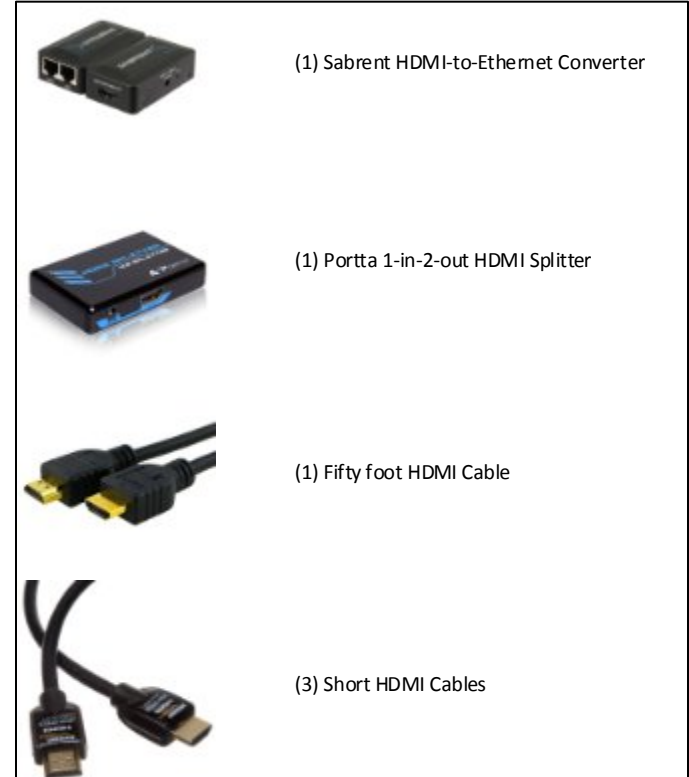 (1) Sabrent HDMI-to-Ethernet Converter
(1) Portta 1-in-2-out HDMI Splitter
(1) Fifty foot HDMI Cable
(3) Short HDMI Cables